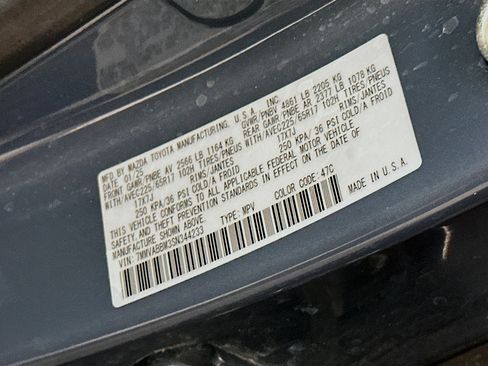 MFD BY MAZDA TOYOTA MANUFACTURING, U.S.A., INC.
DATE: 01/25 GVWR/PNBV 4861 LB 2205 KG
FRONT GAWR/PNBE AV 2566 LB 1164 KG REAR GAWR/PNBE AR 2377 LB 1078 KG
WITH/AVEC225/65R17 102H TIRES/PNEUS WITH/AVEC225/65R17 102H TIRES/PNEUS
17X7J RIMS/JANTES 17X7J RIMS/JANTES
250 KPA/36 PSI COLD/A FROID 250 KPA/36 PSI COLD/A FROID
THIS VEHICLE CONFORMS TO ALL APPLICABLE FEDERAL MOTOR VEHICLE
SAFETY AND THEFT PREVENTION STANDARDS IN EFFECT ON THE DATE OF
MANUFACTURE SHOWN ABOVE.
VIN: 7MMVABBM3SN344233 TYPE: MPV COLOR CODE: 47C
MADE IN U.S.A.